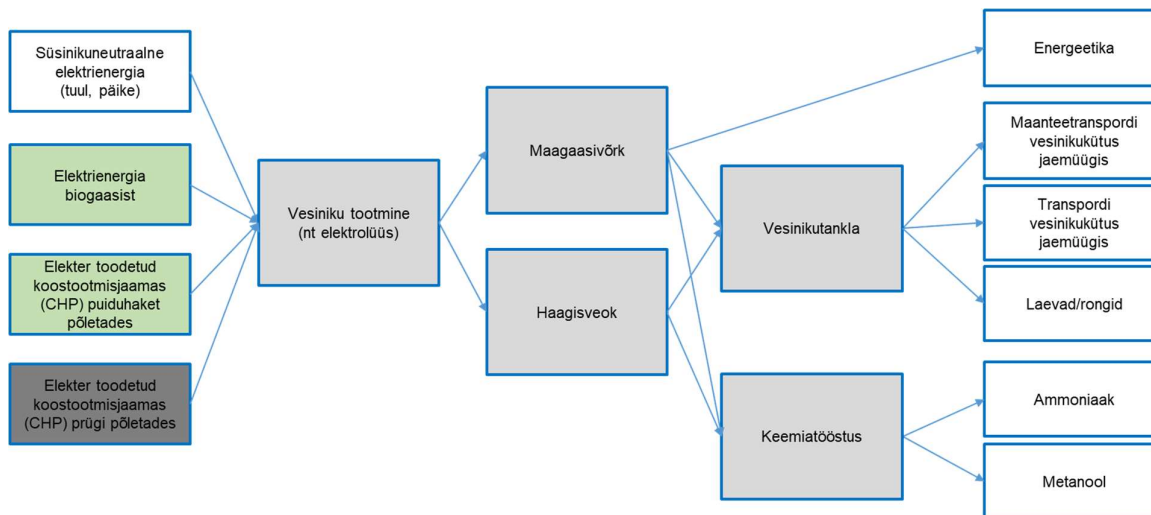 Süsinikuneutraalne
elektrienergia
(tuul, päike)
Elektrienergia
biogaasist
Elekter toodetud
koostootmisjaamas
(CHP) puiduhaket
põletades
Elekter toodetud
koostootmisjaamas
(CHP) prügi põletades
Vesiniku tootmine
(nt elektrolüüs)
Maagaasivõrk
Haagisveok
Vesinikutankla
Keemiatööstus
Energeetika
Maanteetranspordi
vesinikukütus
jaemüügis
Transpordi
vesinikukütus
jaemüügis
Laevad/rongid
Ammoniaak
Metanool